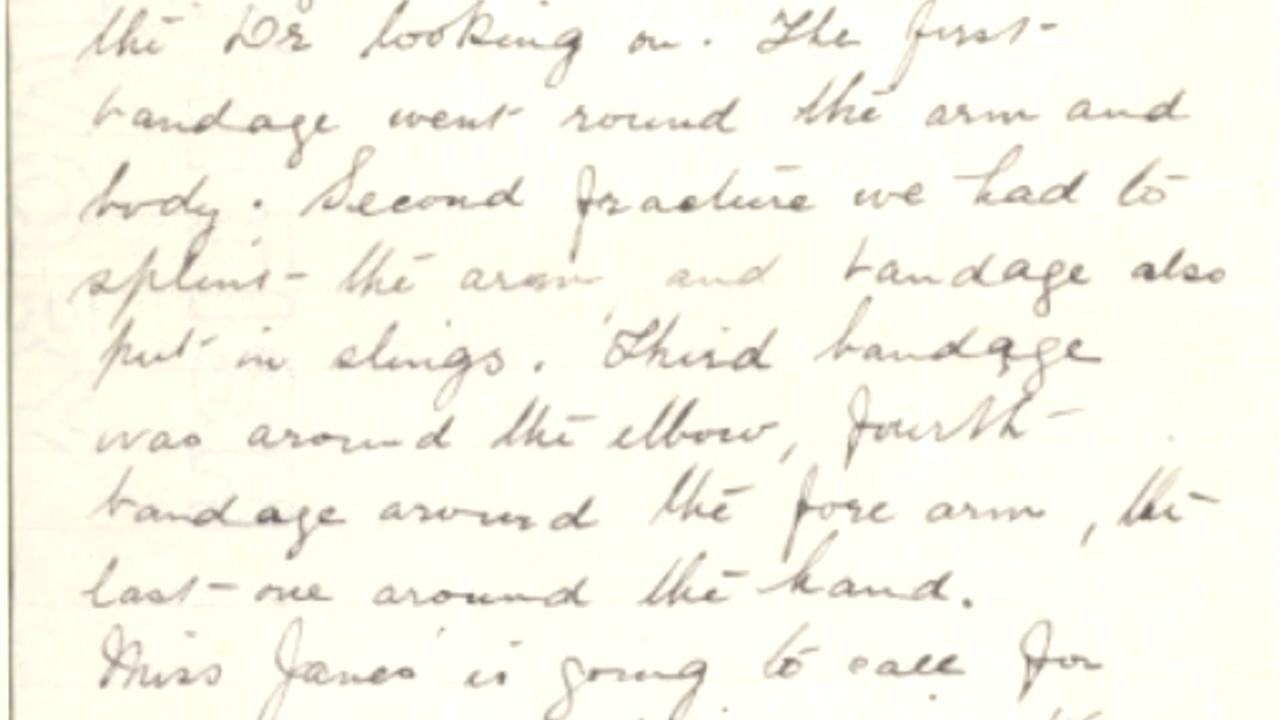 the Dr looking on. The first
bandage went round the arm and
body. Second fracture we had to
splint the arm and bandage also
put in slings. Third bandage
was around the elbow, fourth
bandage around the fore arm, the
last one around the hand.
Miss Janes is going to call for